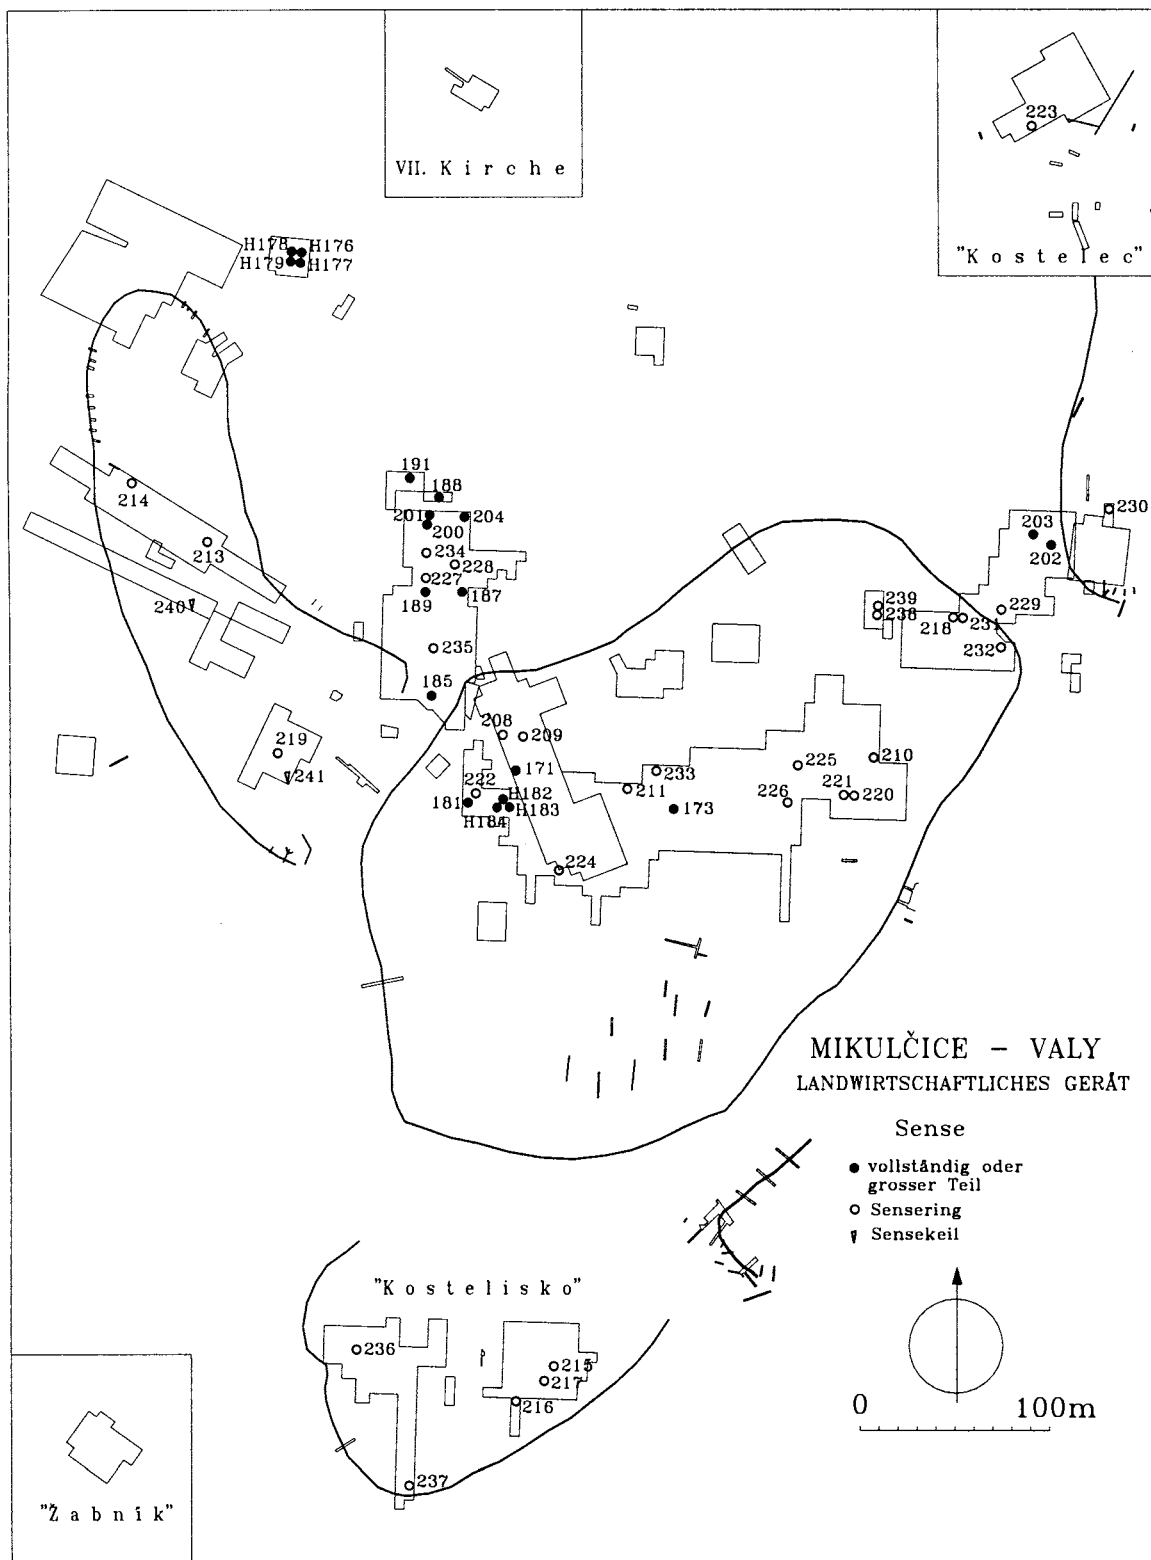 VII. Kirche
223
"Kostelec"
H178
H176
H179
H177
191
188
214
201
204
200
230
203
213
234
202
228
227
240
189
187
239
238
229
218
231
235
232
185
208
209
219
241
171
225
210
222
233
H182
211
221
220
181
H183
226
173
H184
224
MIKULČICE – VALY
LANDWIRTSCHAFTLICHES GERÄT
Sense
vollständig oder
grosser Teil
Sensering
Sensekeil
"Kostelisko"
236
215
217
216
237
0 100m
"Žabník"